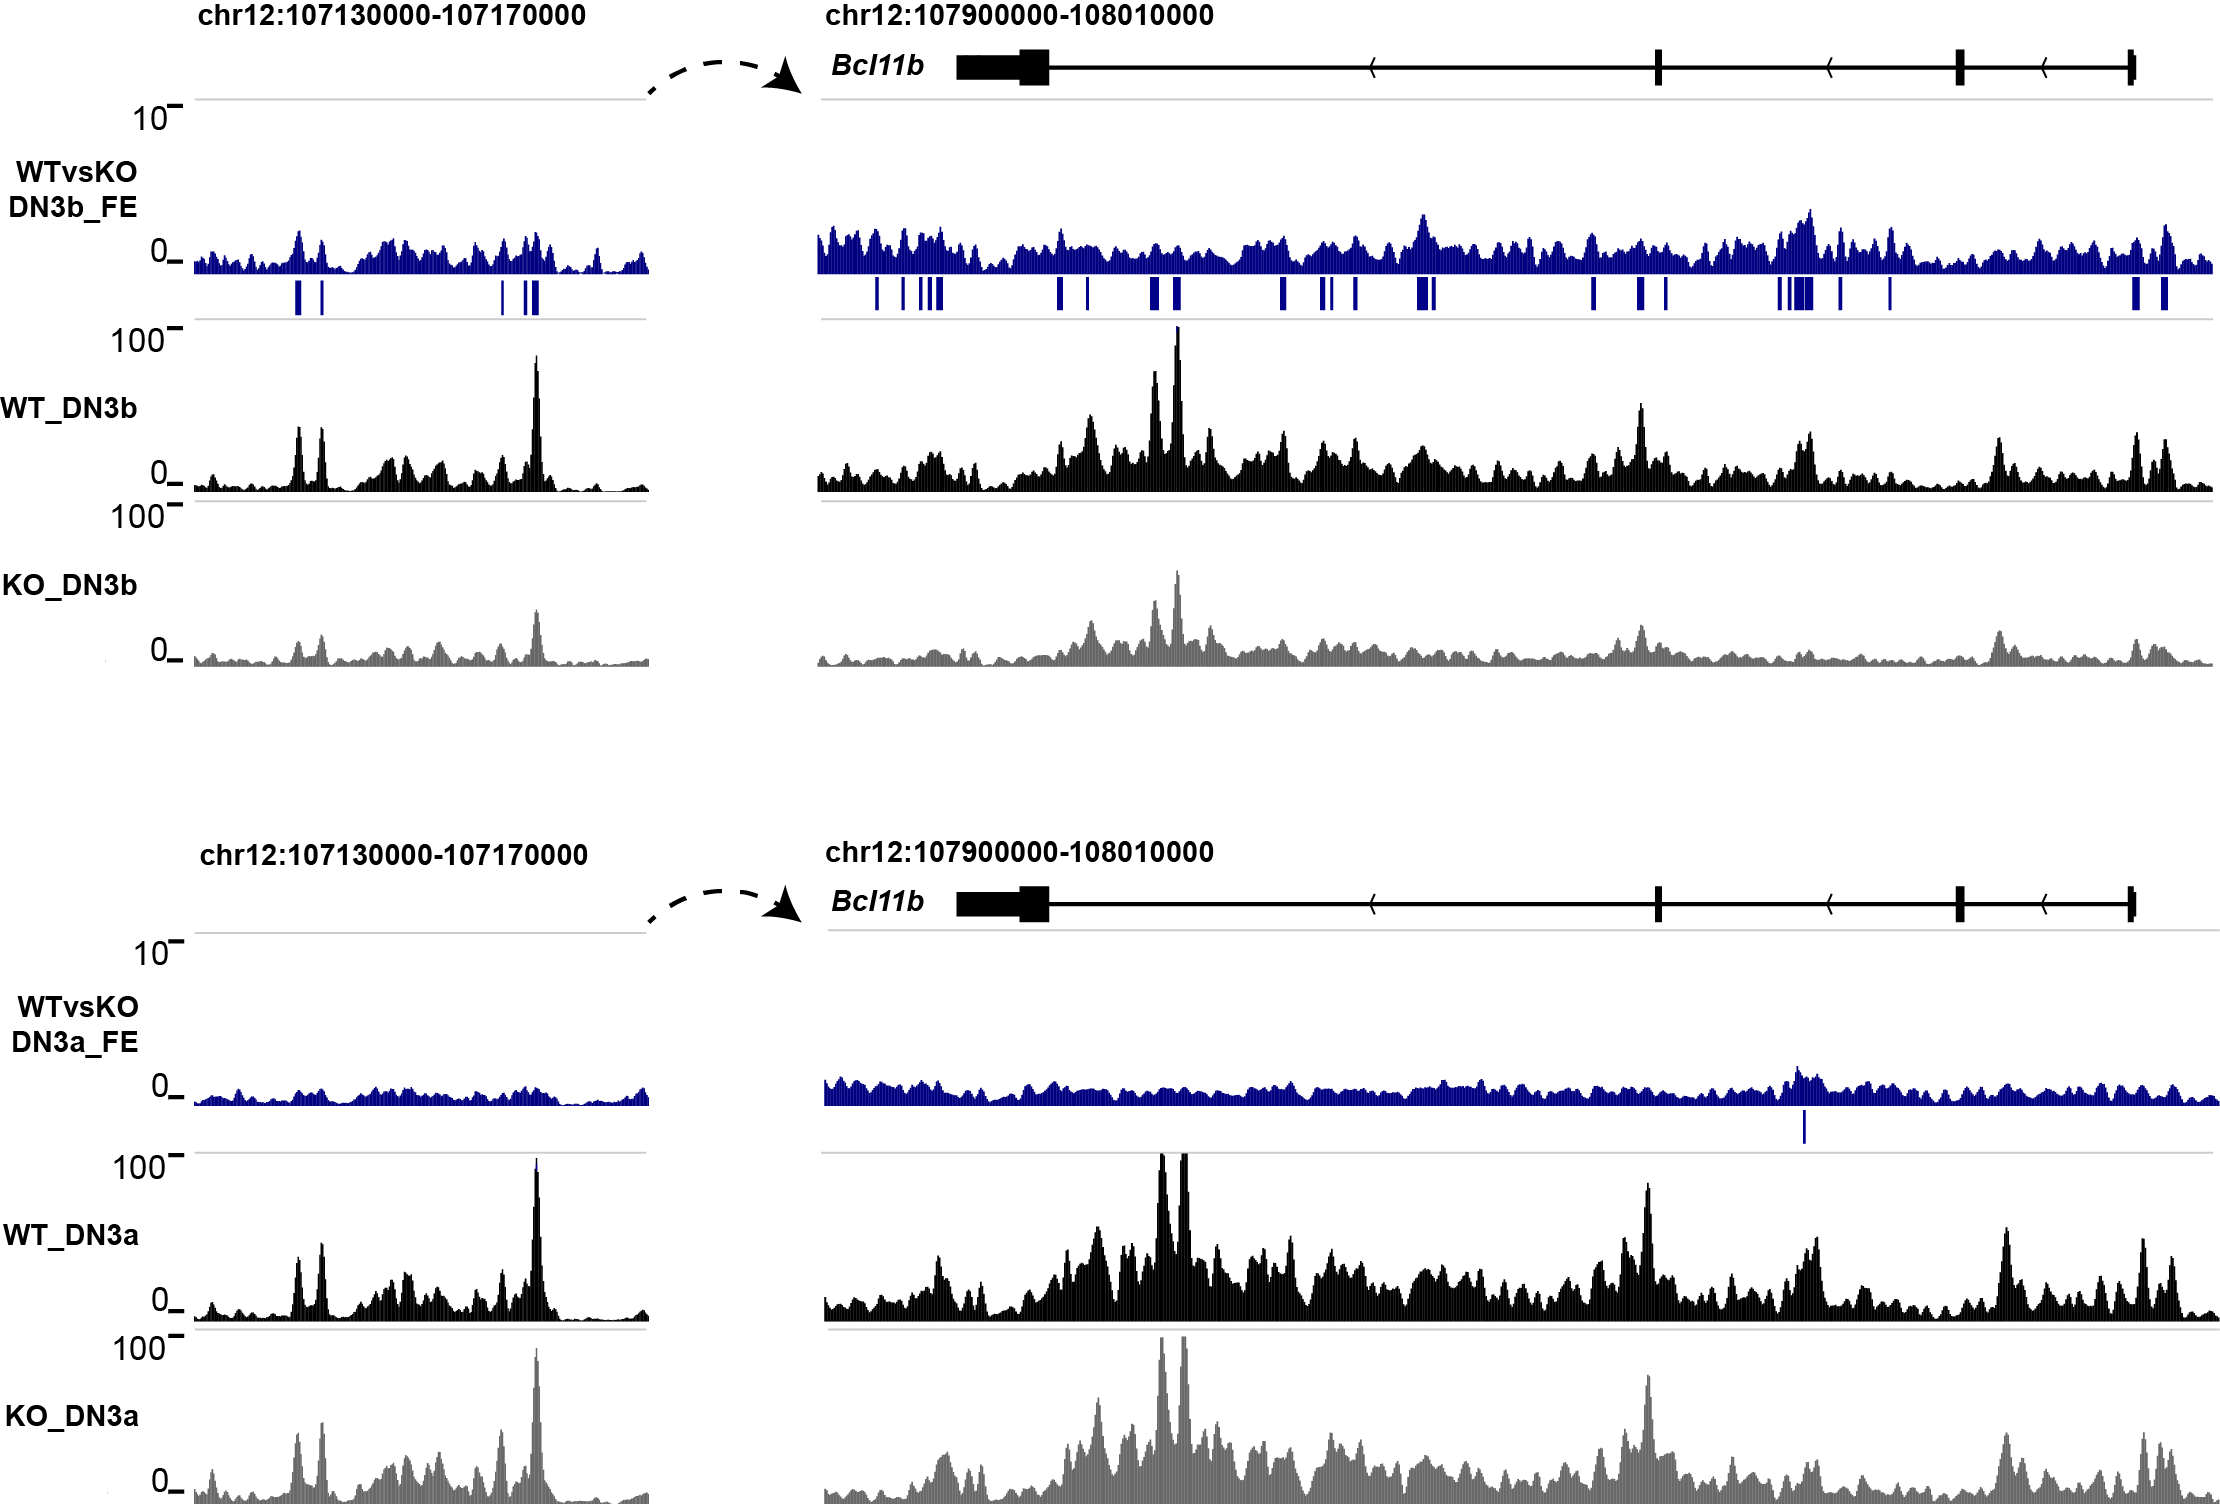 chr12:107130000-107170000
chr12:107900000-108010000
Bcl11b
10
WTvsKO
DN3b_FE
0
100
WT_DN3b
0
100
KO_DN3b
0
chr12:107130000-107170000
chr12:107900000-108010000
Bcl11b
10
WTvsKO
DN3a_FE
0
100
WT_DN3a
0
100
KO_DN3a
0